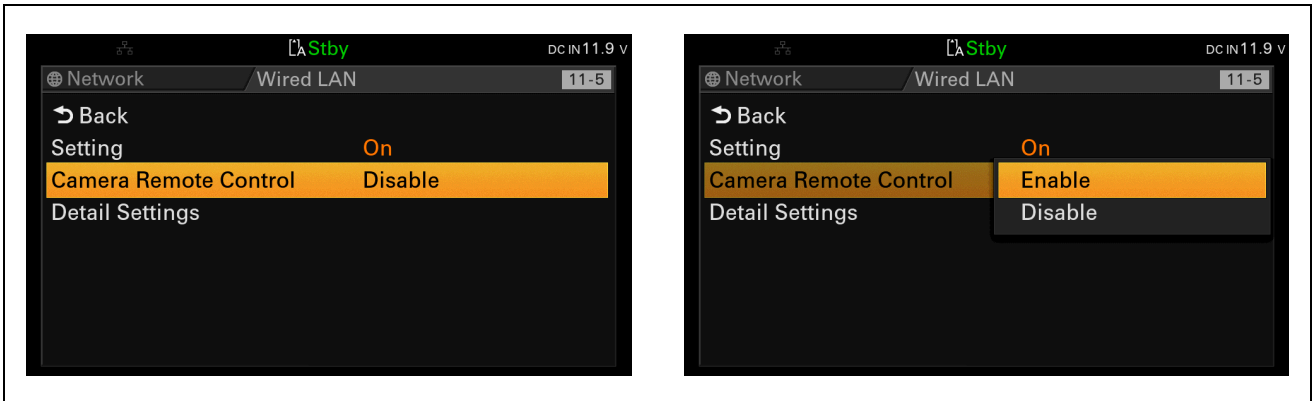 A Stby DC IN 11.9 V
Network Wired LAN 11-5
Back
Setting On
Camera Remote Control Disable
Detail Settings
A Stby DC IN 11.9 V
Network Wired LAN 11-5
Back
Setting On
Camera Remote Control Enable
Detail Settings Disable